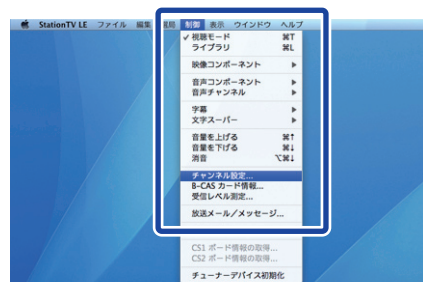 StationTV LE ファイル 編集 選局 制御 表示 ウインドウ ヘルプ
✓視聴モード ⌘T
ライブラリ ⌘L
映像コンポーネント ▶
音声コンポーネント ▶
音声チャンネル ▶
字幕 ▶
文字スーパー ▶
音量を上げる ⌘↑
音量を下げる ⌘↓
消音 ⌥⌘↓
チャンネル設定...
B-CAS カード情報...
受信レベル測定...
放送メール／メッセージ...
CS1 ボード情報の取得...
CS2 ボード情報の取得...
チューナーデバイス初期化